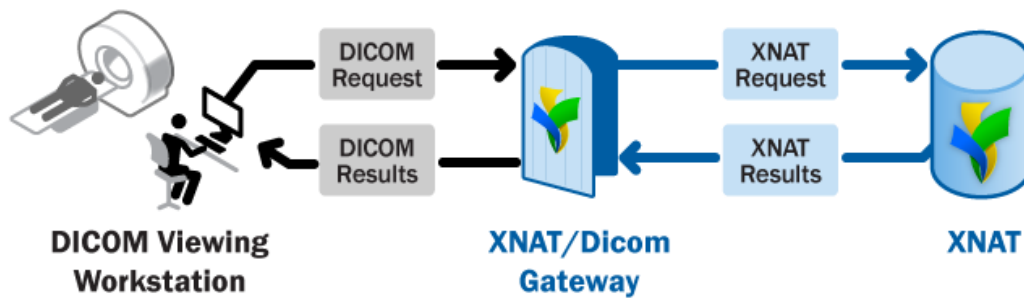 DICOM
Request
XNAT
Request
DICOM
Results
XNAT
Results
DICOM Viewing
Workstation
XNAT/Dicom
Gateway
XNAT